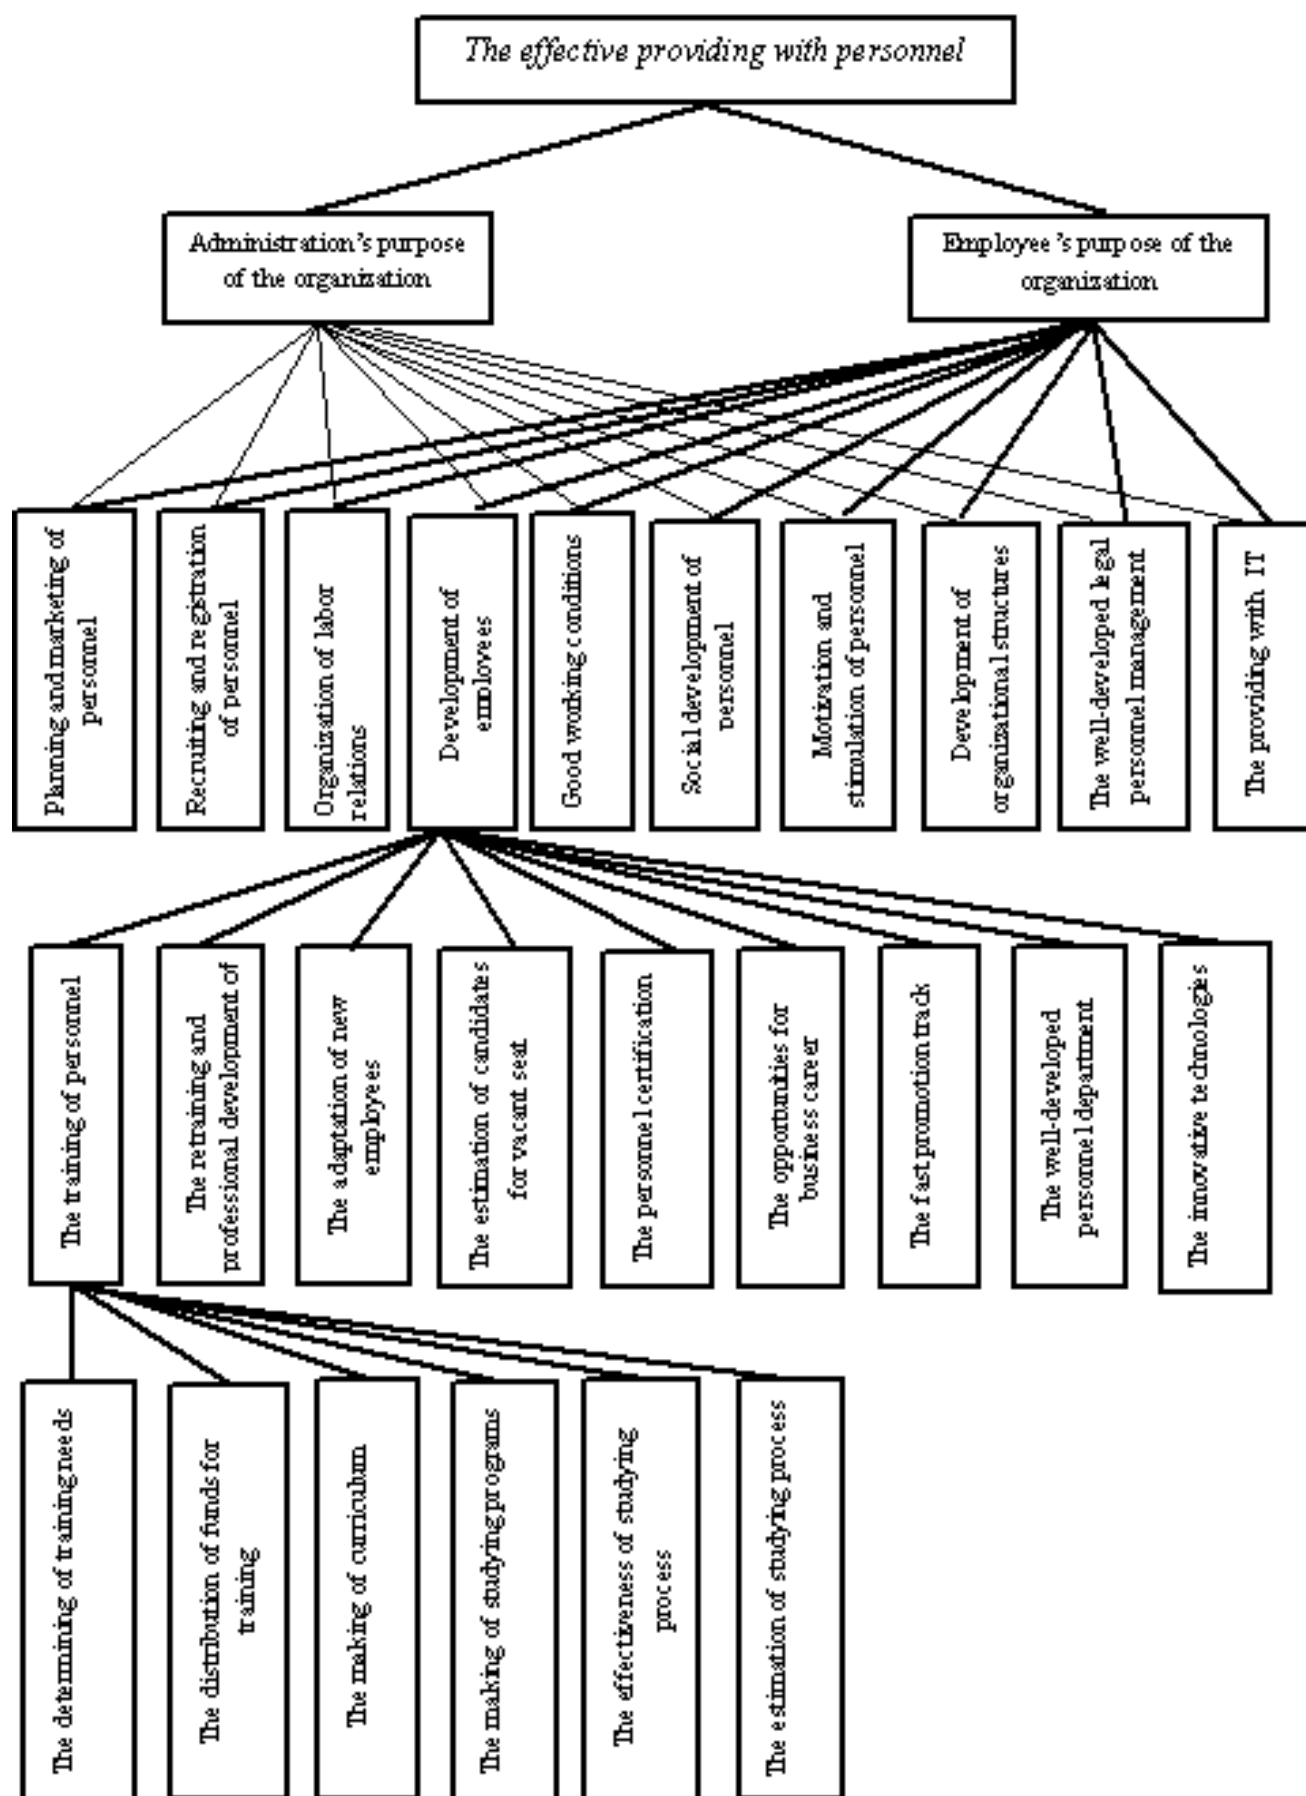 The effective providing with personnel
Administration's purpose
of the organization
Employee's purpose of the
organization
Planning and marketing of
personnel
Recruiting and registration
of personnel
Organization of labor
relations
Development of
employees
Good working conditions
Social development of
personnel
Motivation and
stimulation of personnel
Development of
organizational structures
The well-developed legal
personnel management
The providing with IT
The training of personnel
The retraining and
professional development of
The adaptation of new
employees
The estimation of candidates
for vacant seat
The personnel certification
The opportunities for
business career
The fast promotion track
The well-developed
personnel department
The innovative technologies
The determining of training needs
The distribution of funds for
training
The making of curriculum
The making of studying programs
The effectiveness of studying
process
The estimation of studying process